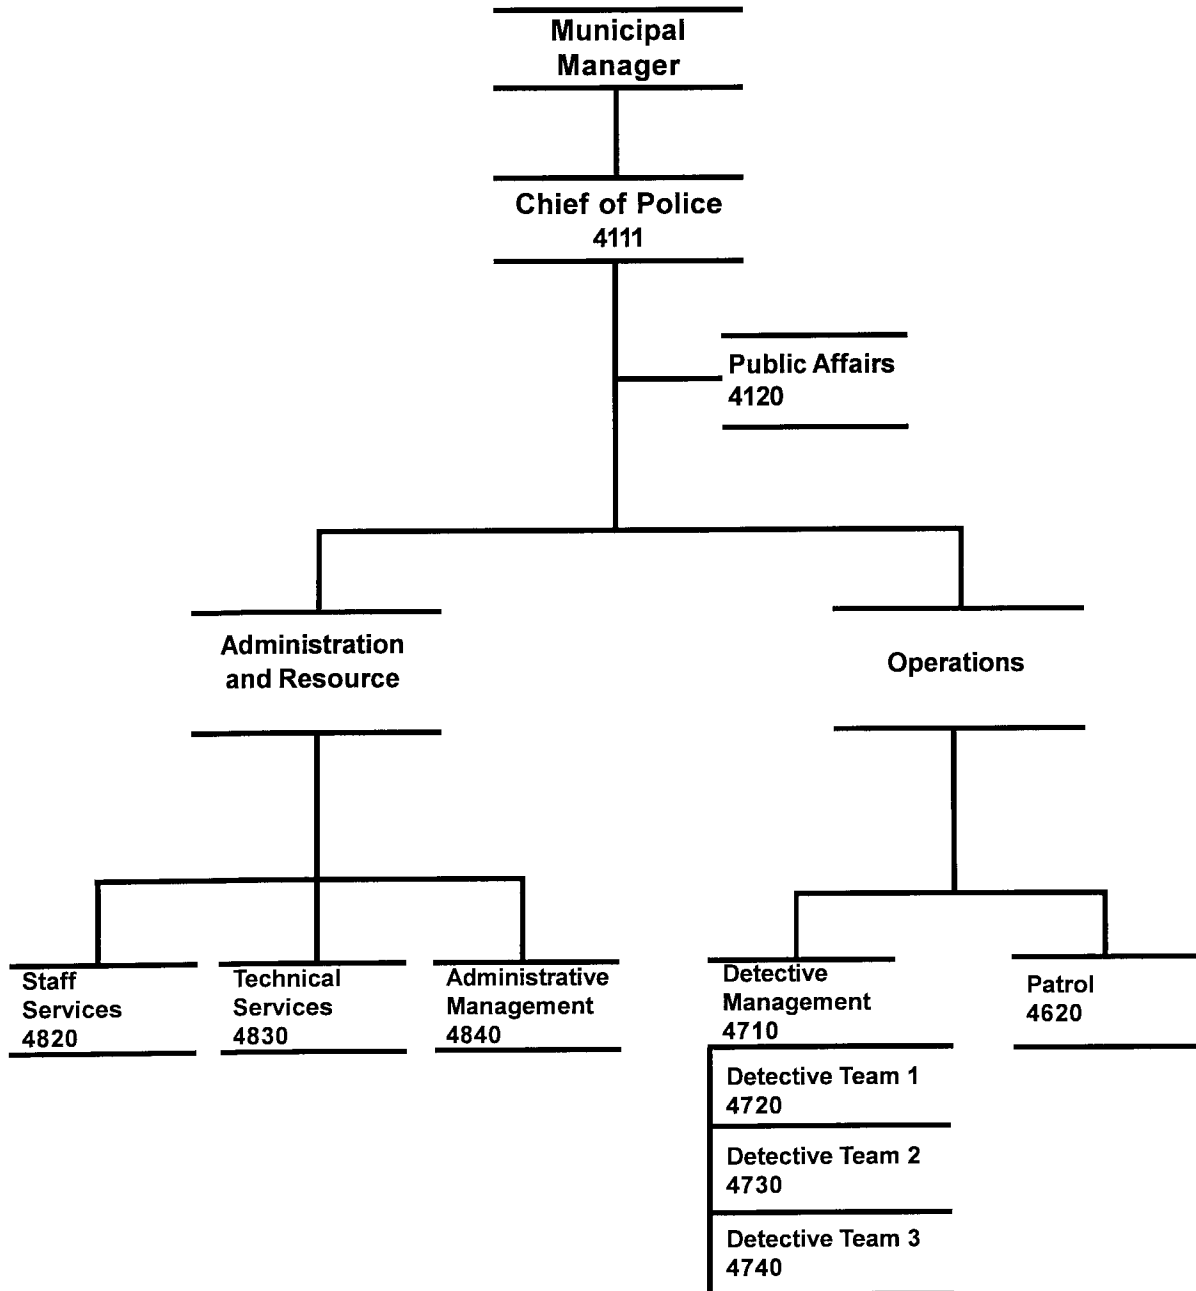 Municipal
Manager
Chief of Police
4111
Public Affairs
4120
Administration
and Resource
Operations
Staff
Services
4820
Technical
Services
4830
Administrative
Management
4840
Detective
Management
4710
Patrol
4620
Detective Team 1
4720
Detective Team 2
4730
Detective Team 3
4740